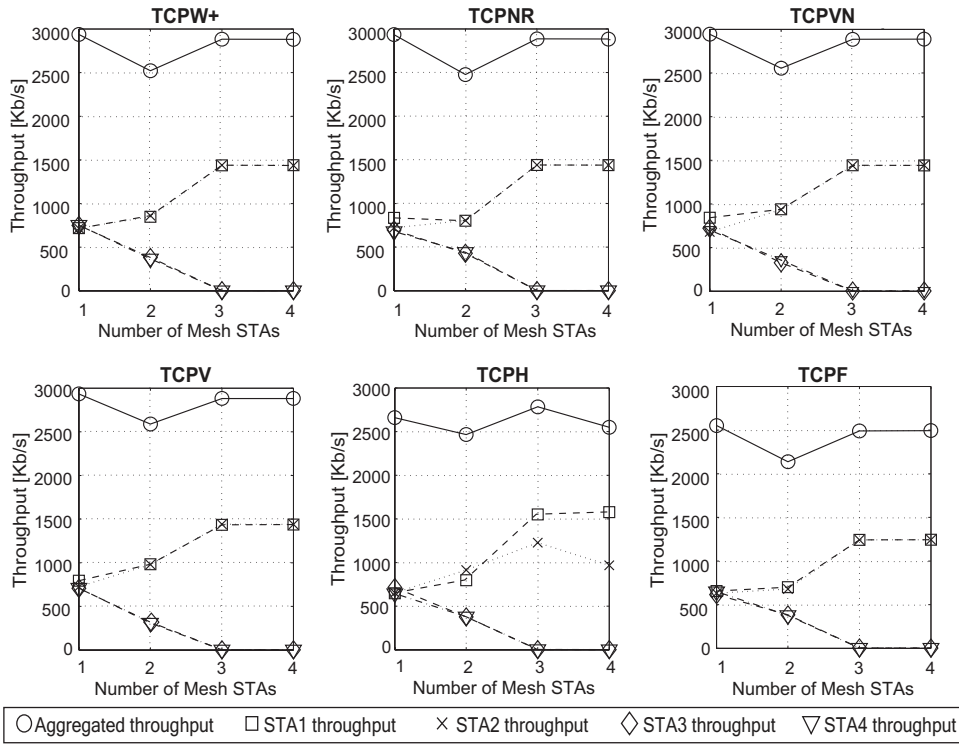 TCPW+
Throughput [Kb/s]
3000
2500
2000
1500
1000
500
0
1 2 3 4
Number of Mesh STAs
TCPNR
Throughput [Kb/s]
3000
2500
2000
1500
1000
500
0
1 2 3 4
Number of Mesh STAs
TCPVN
Throughput [Kb/s]
3000
2500
2000
1500
1000
500
0
1 2 3 4
Number of Mesh STAs
TCPV
Throughput [Kb/s]
3000
2500
2000
1500
1000
500
0
1 2 3 4
Number of Mesh STAs
TCPH
Throughput [Kb/s]
3000
2500
2000
1500
1000
500
0
1 2 3 4
Number of Mesh STAs
TCPF
Throughput [Kb/s]
3000
2500
2000
1500
1000
500
0
1 2 3 4
Number of Mesh STAs
Aggregated throughput STA1 throughput STA2 throughput STA3 throughput STA4 throughput